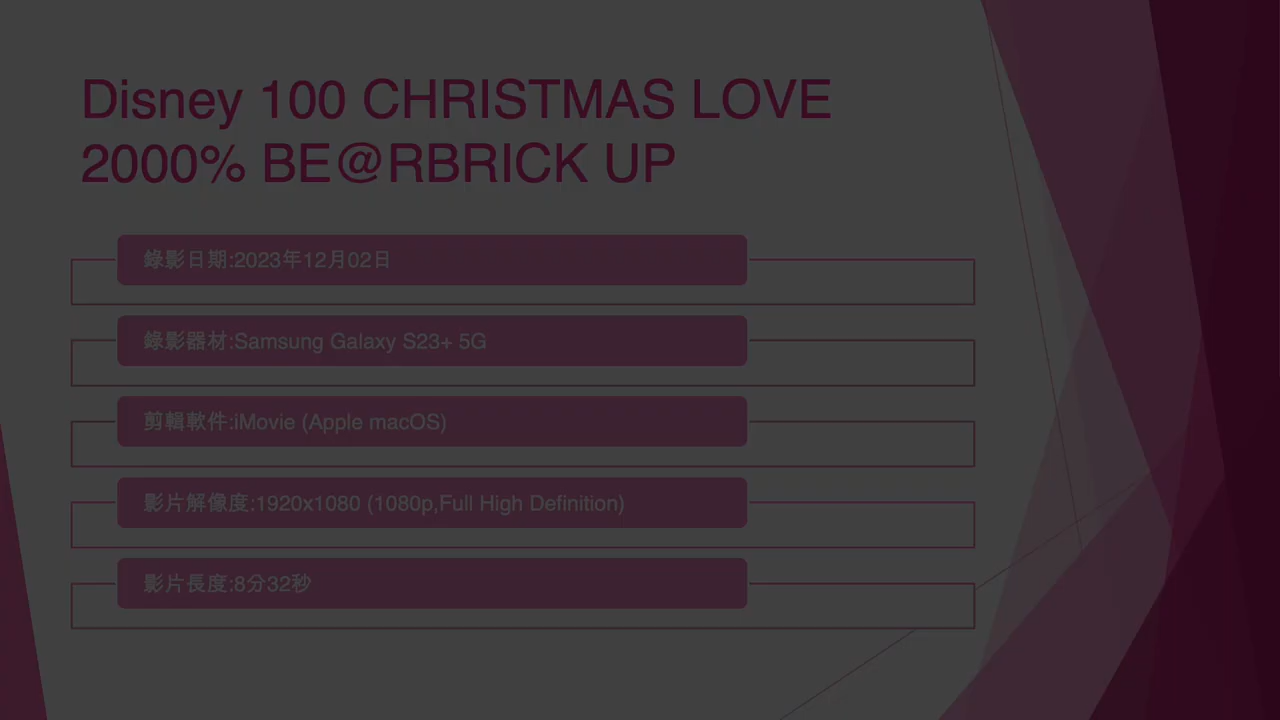 Disney 100 CHRISTMAS LOVE
2000% BE@RBRICK UP
錄影日期:2023年12月02日
錄影器材:Samsung Galaxy S23+ 5G
剪輯軟件:iMovie (Apple macOS)
影片解像度:1920x1080 (1080p,Full High Definition)
影片長度:8分32秒